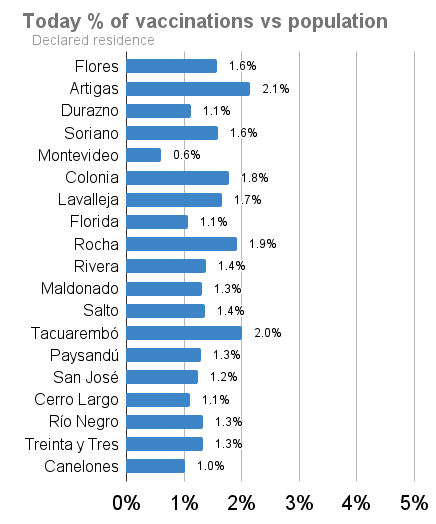 Today % of vaccinations vs population
Declared residence
Flores 1.6%
Artigas 2.1%
Durazno 1.1%
Soriano 1.6%
Montevideo 0.6%
Colonia 1.8%
Lavalleja 1.7%
Florida 1.1%
Rocha 1.9%
Rivera 1.4%
Maldonado 1.3%
Salto 1.4%
Tacuarembó 2.0%
Paysandú 1.3%
San José 1.2%
Cerro Largo 1.1%
Río Negro 1.3%
Treinta y Tres 1.3%
Canelones 1.0%
0% 1% 2% 3% 4% 5%